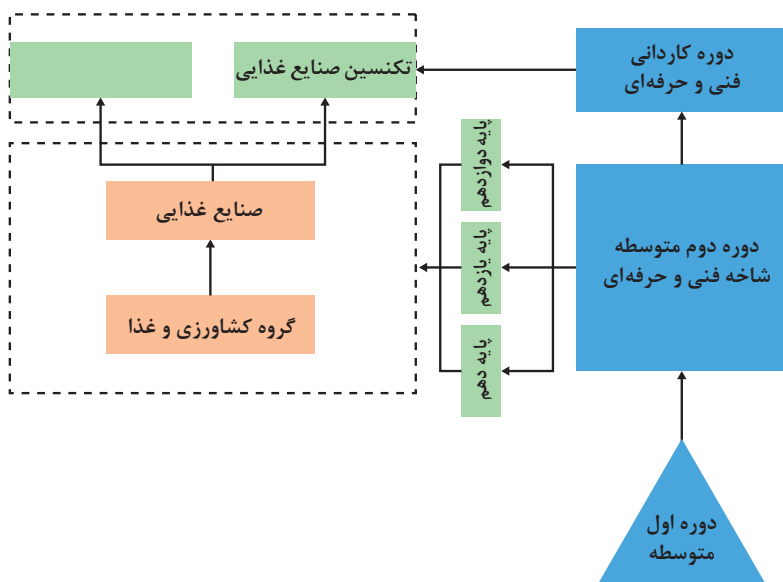 دوره کاردانی
فنی و حرفه‌ای
تکنسین صنایع غذایی
دوره دوم متوسطه
شاخه فنی و حرفه‌ای
پایه دوازدهم
پایه یازدهم
پایه دهم
صنایع غذایی
گروه کشاورزی و غذا
دوره اول
متوسطه